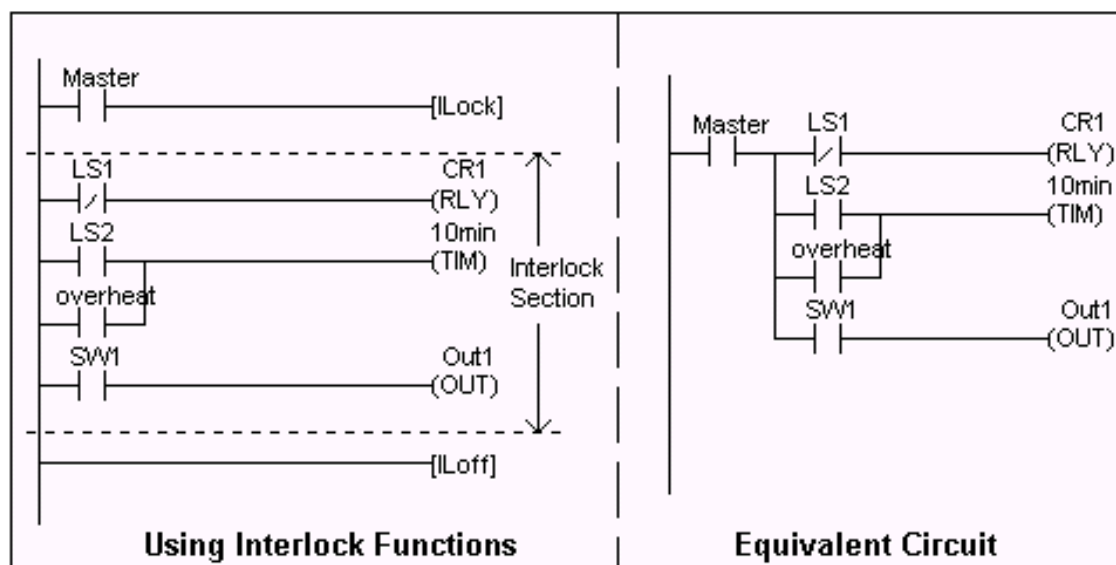 Master
[ILock]
LS1
CR1
(RLY)
LS2
10min
(TIM)
overheat
SW1
Out1
(OUT)
Interlock
Section
[ILoff]
Using Interlock Functions
Master
LS1
CR1
(RLY)
LS2
10min
(TIM)
overheat
SW1
Out1
(OUT)
Equivalent Circuit